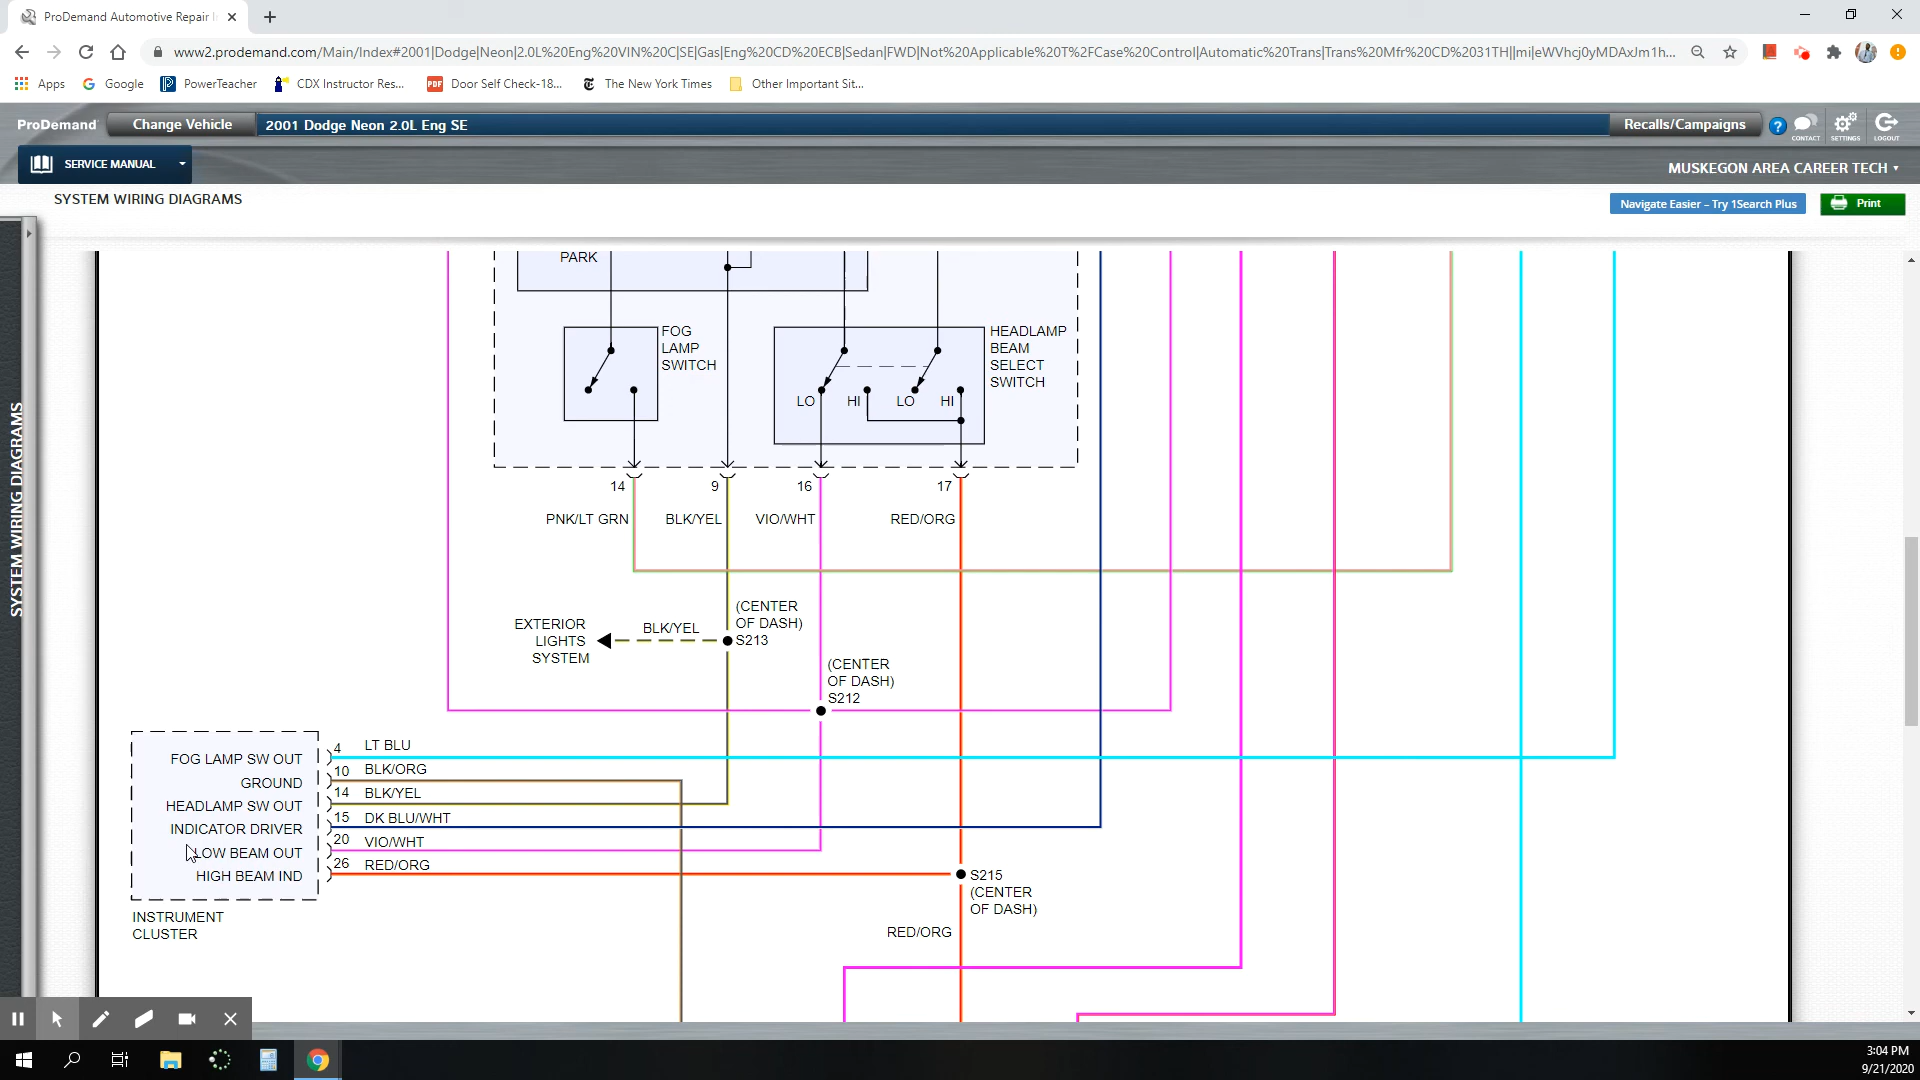 ProDemand Automotive Repair I
www2.prodemand.com/Main/Index#2001|Dodge|Neon|2.0L%20Eng%20VIN%20C|SE|Gas|Eng%20CD%20ECB|Sedan|FWD|Not%20Applicable%20T%2FCase%20Control|Automatic%20Trans|Trans%20Mfr%20CD%2031TH||mi|eWVhcj0yMDAxJm1h...
Apps
Google
PowerTeacher
CDX Instructor Res...
PDF
Door Self Check-18...
The New York Times
Other Important Sit...
ProDemand
Change Vehicle
2001 Dodge Neon 2.0L Eng SE
Recalls/Campaigns
?
CONTACT
SETTINGS
LOGOUT
SERVICE MANUAL
MUSKEGON AREA CAREER TECH
SYSTEM WIRING DIAGRAMS
Navigate Easier – Try 1Search Plus
Print
SYSTEM WIRING DIAGRAMS
PARK
FOG
LAMP
SWITCH
HEADLAMP
BEAM
SELECT
SWITCH
LO HI LO HI
14 9 16 17
PNK/LT GRN BLK/YEL VIO/WHT RED/ORG
EXTERIOR
LIGHTS
SYSTEM
BLK/YEL
(CENTER
OF DASH)
S213
(CENTER
OF DASH)
S212
FOG LAMP SW OUT 4 LT BLU
GROUND 10 BLK/ORG
HEADLAMP SW OUT 14 BLK/YEL
INDICATOR DRIVER 15 DK BLU/WHT
LOW BEAM OUT 20 VIO/WHT
HIGH BEAM IND 26 RED/ORG
INSTRUMENT
CLUSTER
S215
(CENTER
OF DASH)
RED/ORG
3:04 PM
9/21/2020